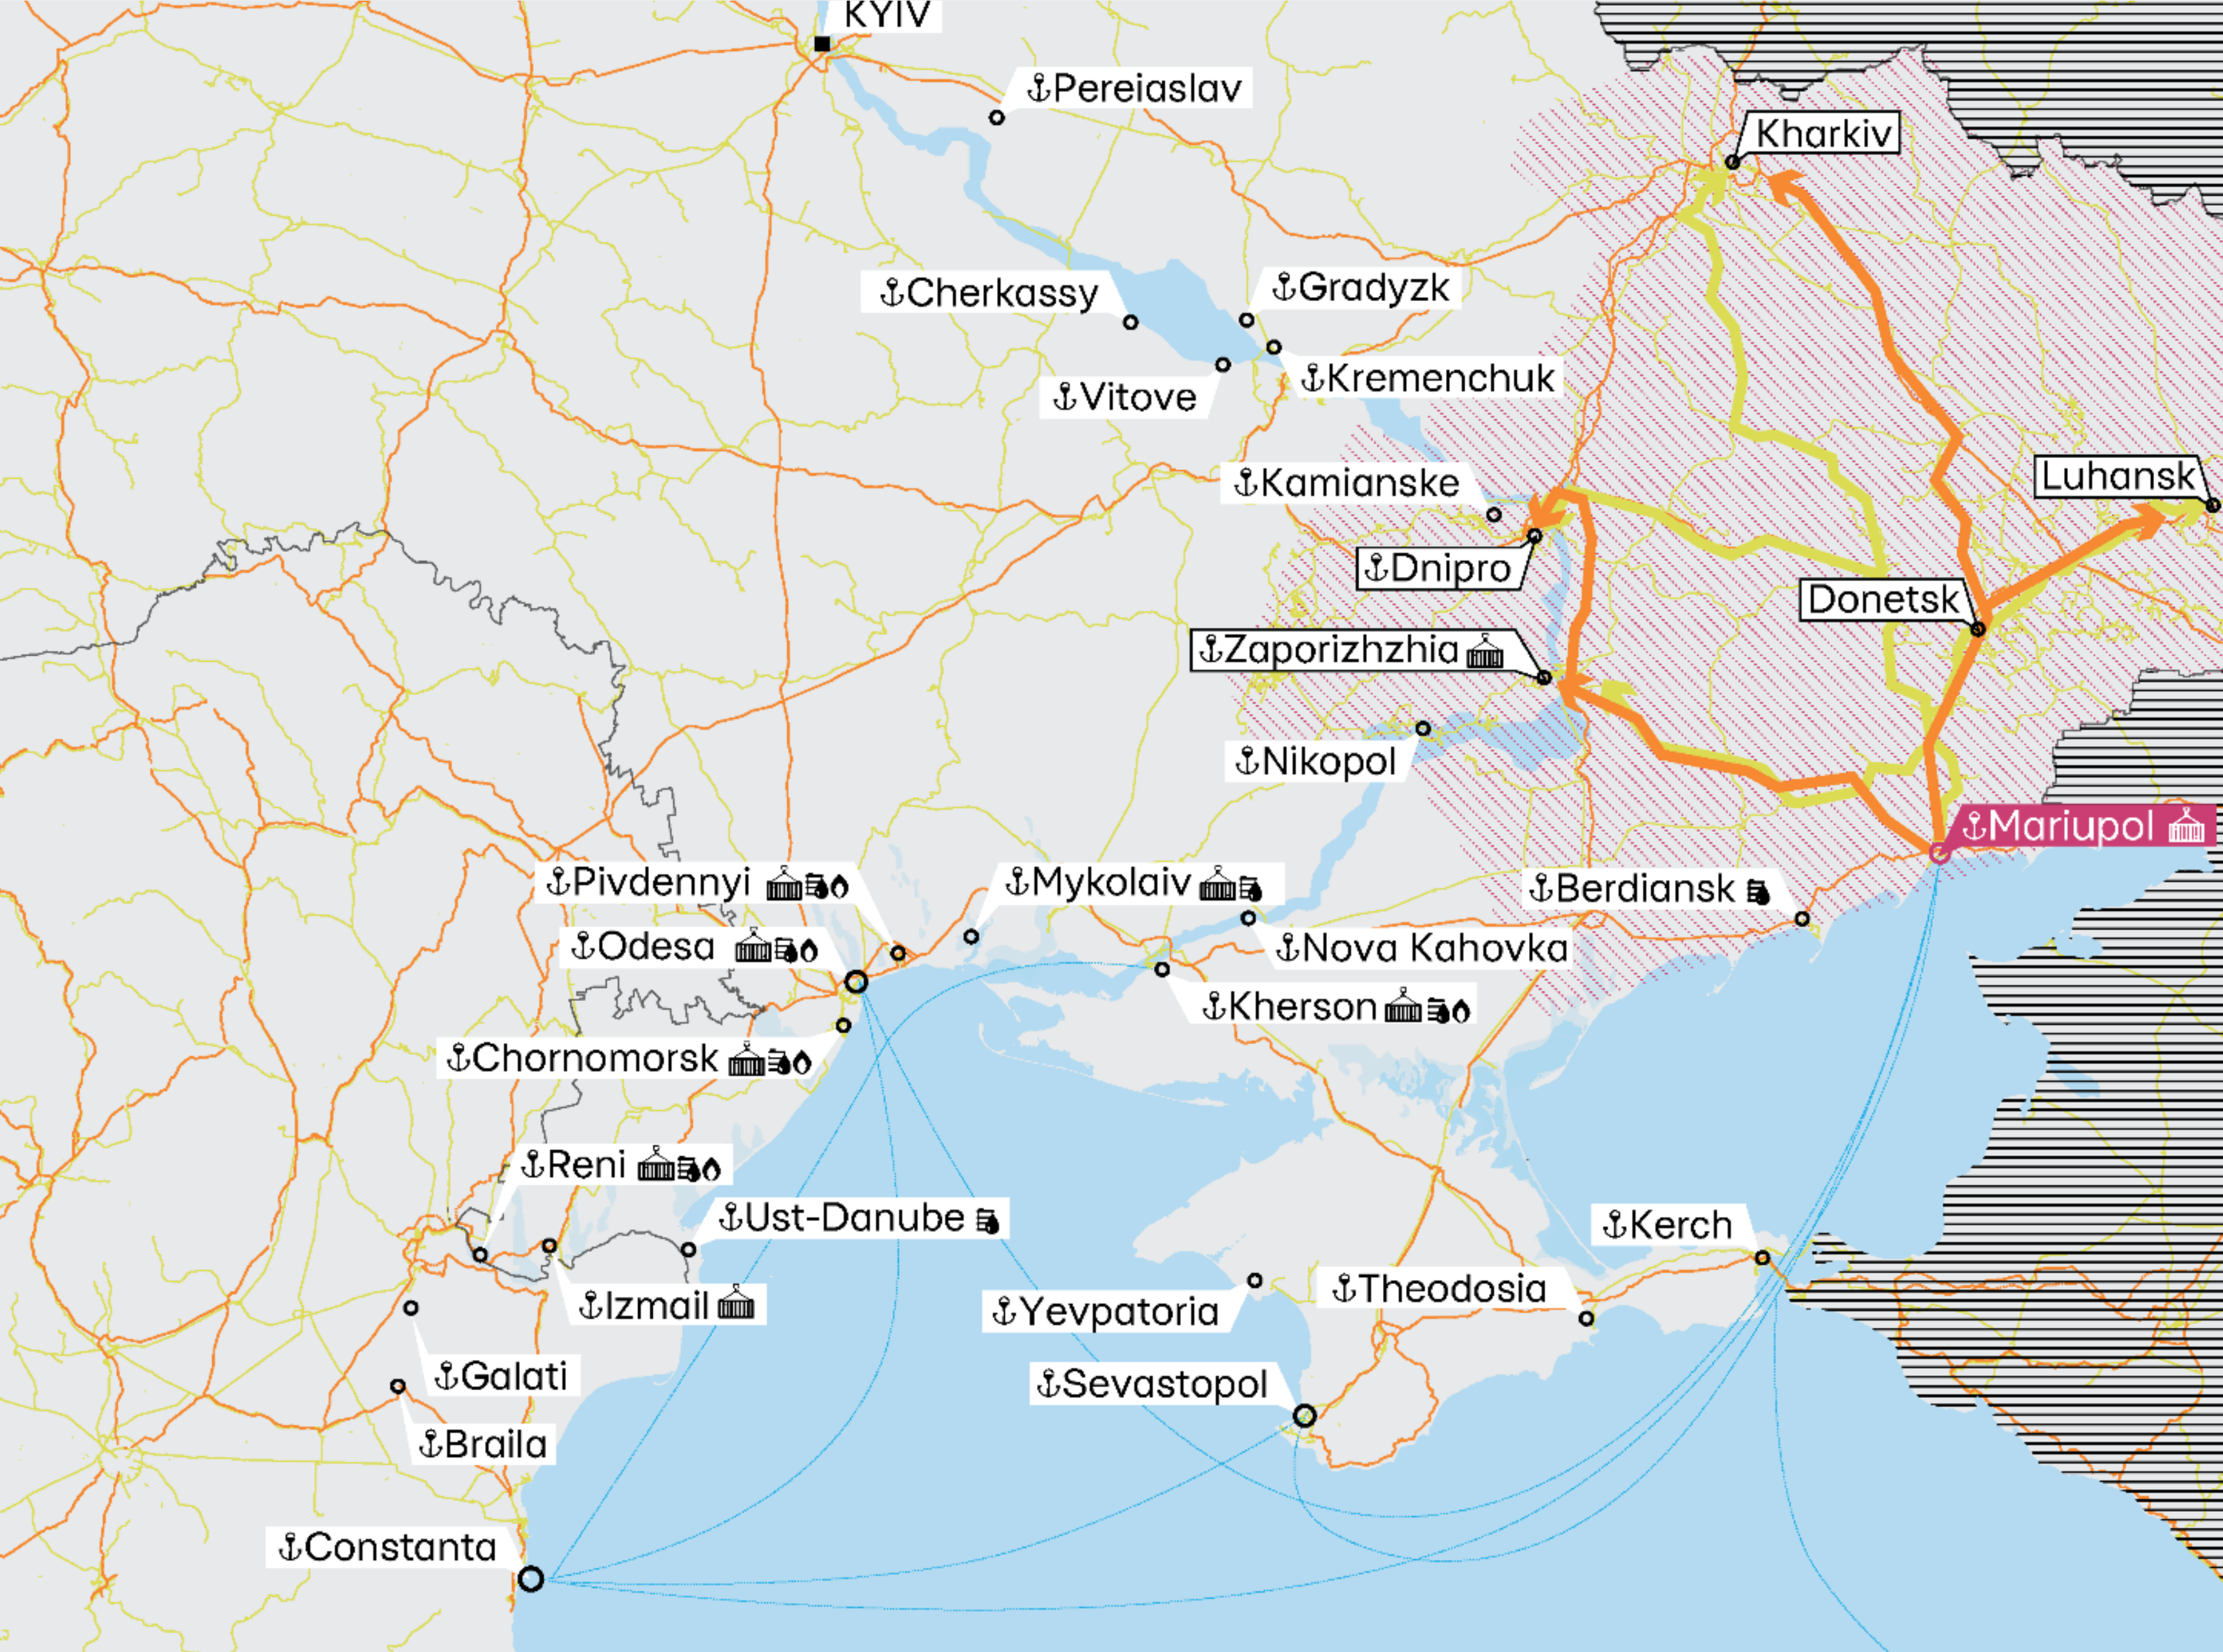 KYIV
Pereiaslav
Kharkiv
Cherkassy
Gradyzk
Kremenchuk
Vitove
Kamianske
Luhansk
Dnipro
Donetsk
Zaporizhzhia
Nikopol
Mariupol
Pivdennyi
Mykolaiv
Berdiansk
Odesa
Nova Kahovka
Kherson
Chornomorsk
Reni
Ust-Danube
Kerch
Izmail
Yevpatoria
Theodosia
Galati
Sevastopol
Braila
Constanta